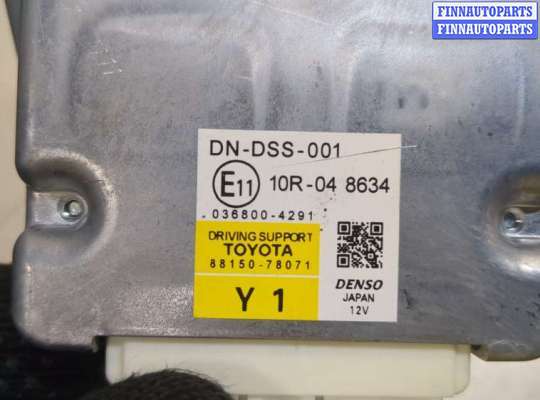 FINNAUTOPARTS
FINNAUTOPARTS
DN-DSS-001
E11 10R-04 8634
036800-4291
DRIVING SUPPORT
TOYOTA
88150-78071
Y 1
DENSO
JAPAN
12V